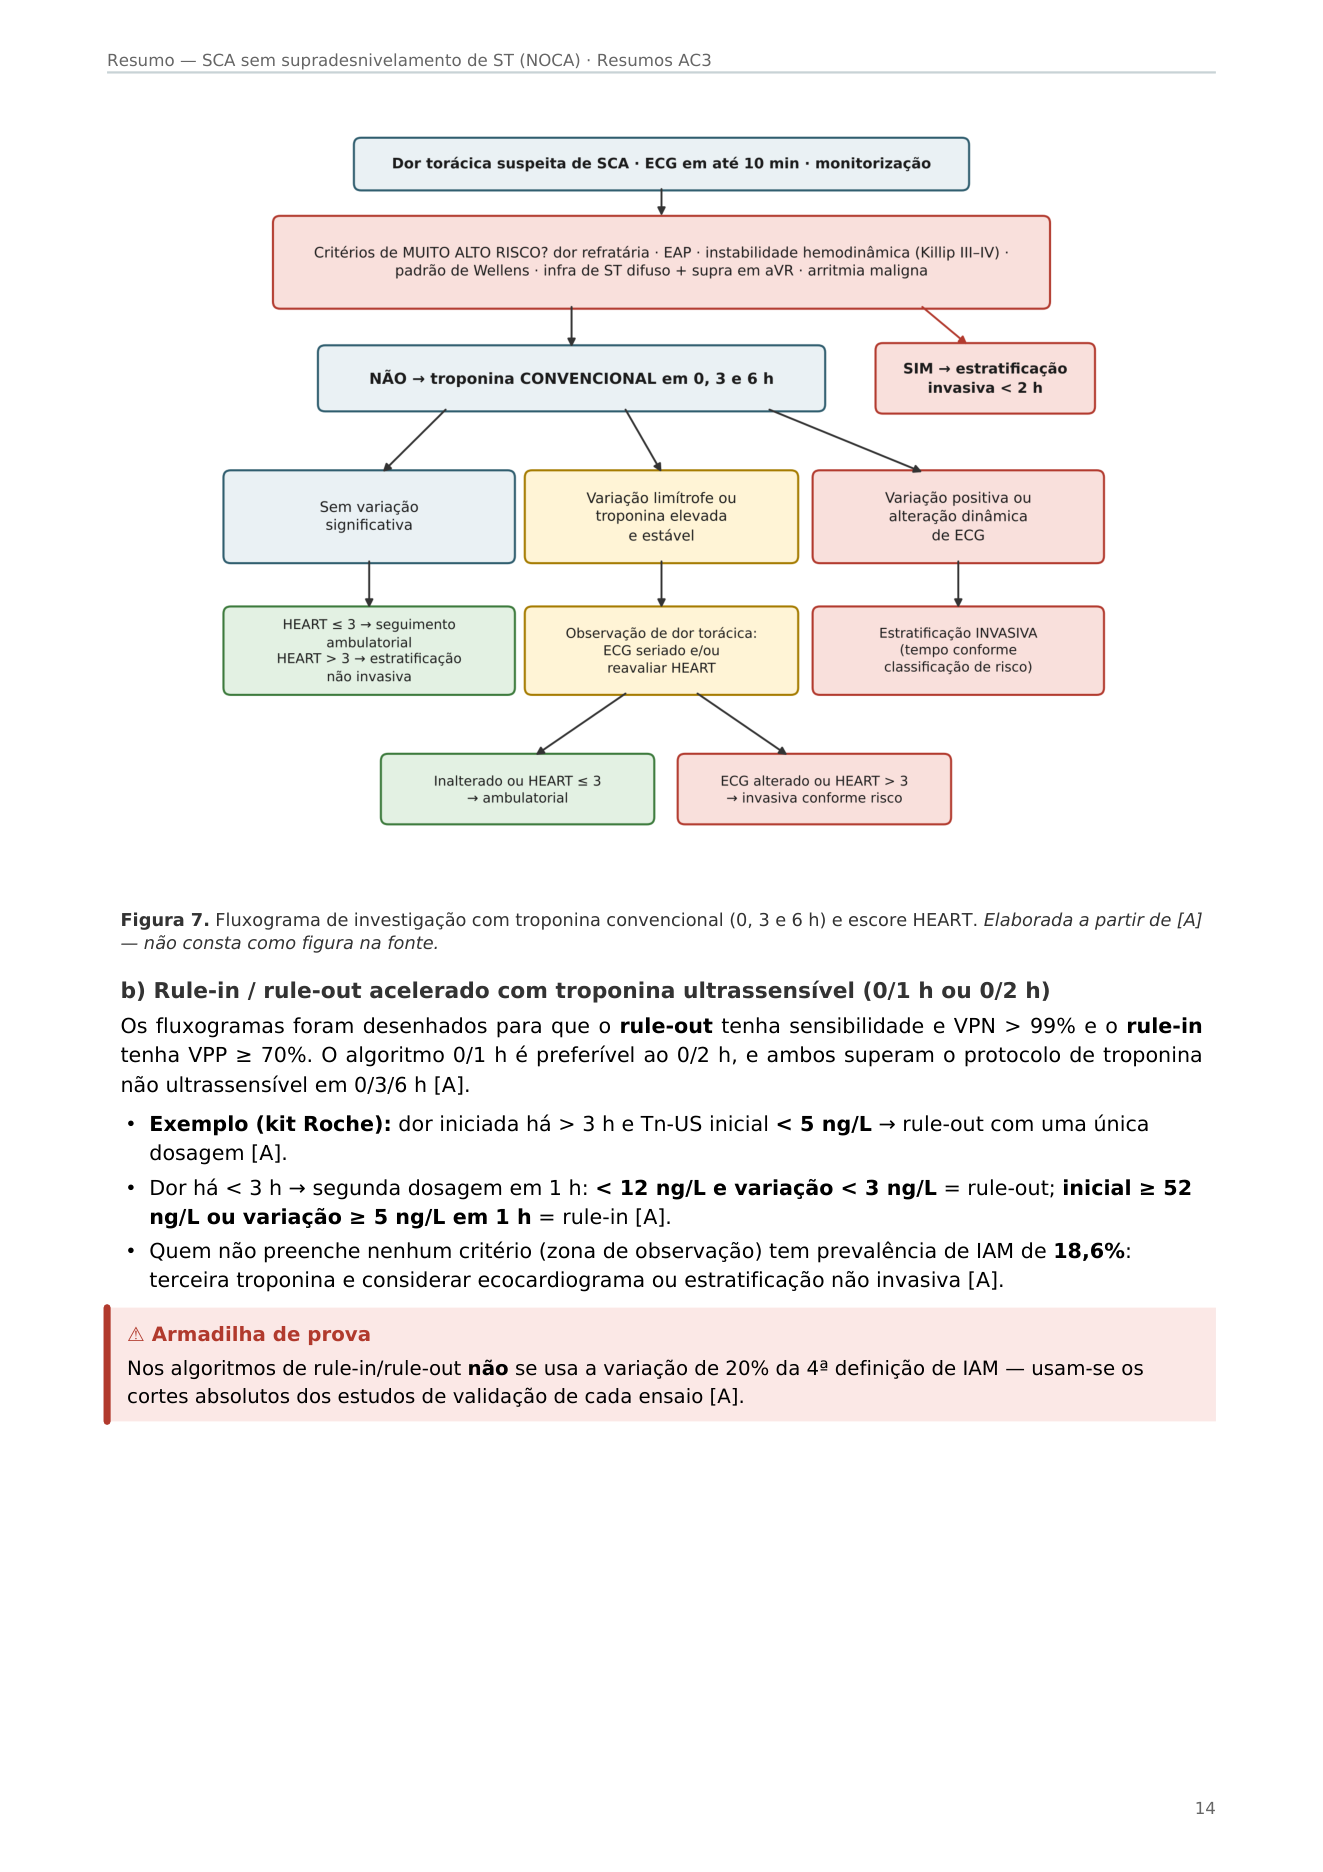 Resumo — SCA sem supradesnivelamento de ST (NOCA) · Resumos AC3
Dor torácica suspeita de SCA · ECG em até 10 min · monitorização
Critérios de MUITO ALTO RISCO? dor refratária · EAP · instabilidade hemodinâmica (Killip III–IV) ·
padrão de Wellens · infra de ST difuso + supra em aVR · arritmia maligna
NÃO → troponina CONVENCIONAL em 0, 3 e 6 h
SIM → estratificação
invasiva < 2 h
Sem variação
significativa
Variação limítrofe ou
troponina elevada
e estável
Variação positiva ou
alteração dinâmica
de ECG
HEART ≤ 3 → seguimento
ambulatorial
HEART > 3 → estratificação
não invasiva
Observação de dor torácica:
ECG seriado e/ou
reavaliar HEART
Estratificação INVASIVA
(tempo conforme
classificação de risco)
Inalterado ou HEART ≤ 3
→ ambulatorial
ECG alterado ou HEART > 3
→ invasiva conforme risco
Figura 7. Fluxograma de investigação com troponina convencional (0, 3 e 6 h) e escore HEART. Elaborada a partir de [A]
— não consta como figura na fonte.
b) Rule-in / rule-out acelerado com troponina ultrassensível (0/1 h ou 0/2 h)
Os fluxogramas foram desenhados para que o rule-out tenha sensibilidade e VPN > 99% e o rule-in
tenha VPP ≥ 70%. O algoritmo 0/1 h é preferível ao 0/2 h, e ambos superam o protocolo de troponina
não ultrassensível em 0/3/6 h [A].
• Exemplo (kit Roche): dor iniciada há > 3 h e Tn-US inicial < 5 ng/L → rule-out com uma única
dosagem [A].
• Dor há < 3 h → segunda dosagem em 1 h: < 12 ng/L e variação < 3 ng/L = rule-out; inicial ≥ 52
ng/L ou variação ≥ 5 ng/L em 1 h = rule-in [A].
• Quem não preenche nenhum critério (zona de observação) tem prevalência de IAM de 18,6%:
terceira troponina e considerar ecocardiograma ou estratificação não invasiva [A].
⚠ Armadilha de prova
Nos algoritmos de rule-in/rule-out não se usa a variação de 20% da 4ª definição de IAM — usam-se os
cortes absolutos dos estudos de validação de cada ensaio [A].
14